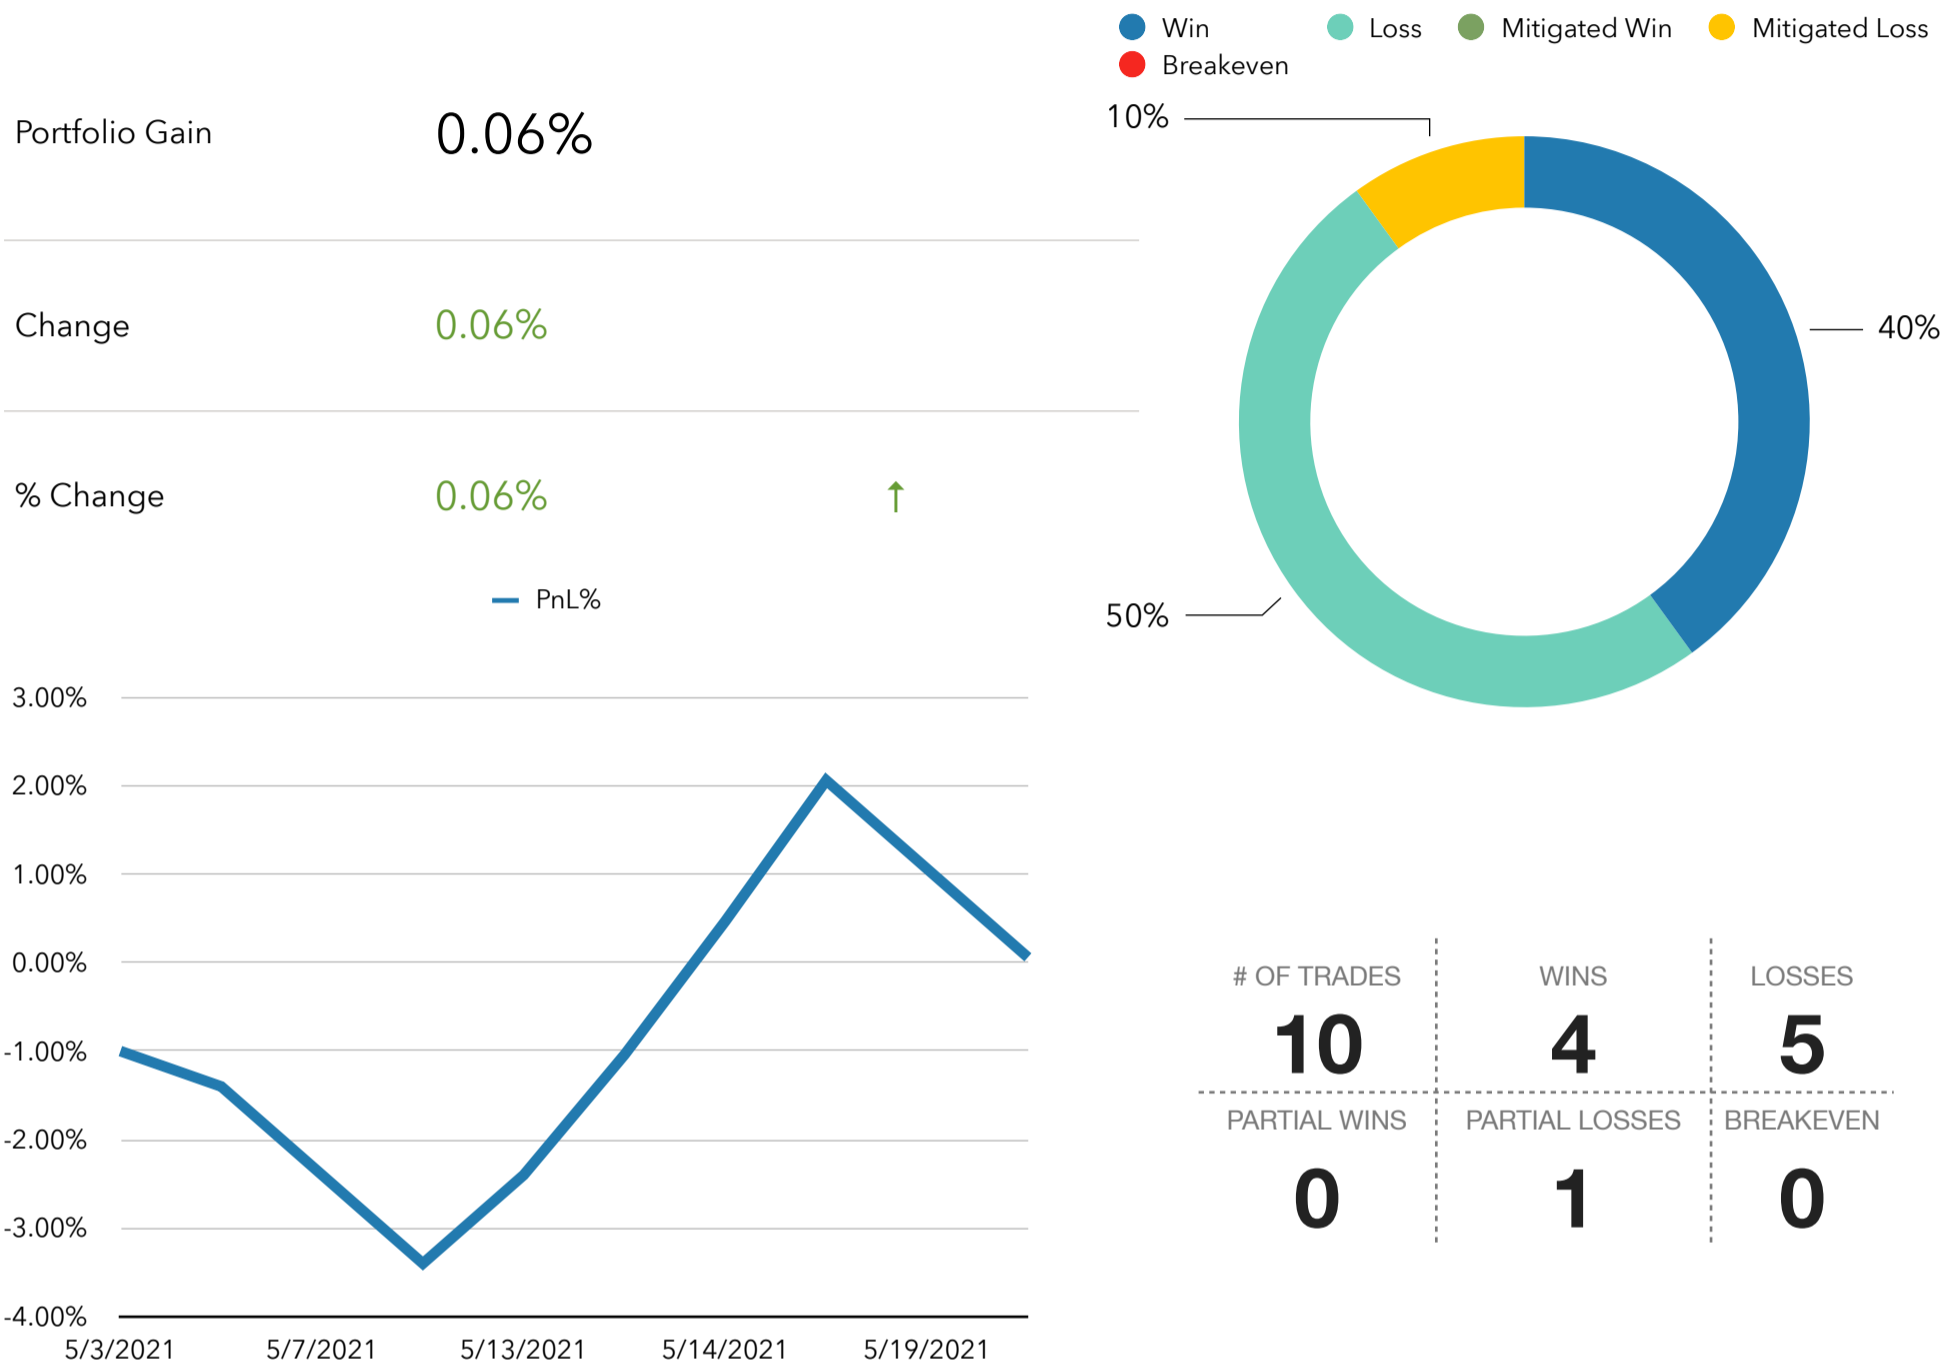 Portfolio Gain 0.06%
Change 0.06%
% Change 0.06% ↑
PnL%
3.00%
2.00%
1.00%
0.00%
-1.00%
-2.00%
-3.00%
-4.00%
5/3/2021 5/7/2021 5/13/2021 5/14/2021 5/19/2021
Win Loss Mitigated Win Mitigated Loss
Breakeven
10%
40%
50%
# OF TRADES WINS LOSSES
10 4 5
PARTIAL WINS PARTIAL LOSSES BREAKEVEN
0 1 0